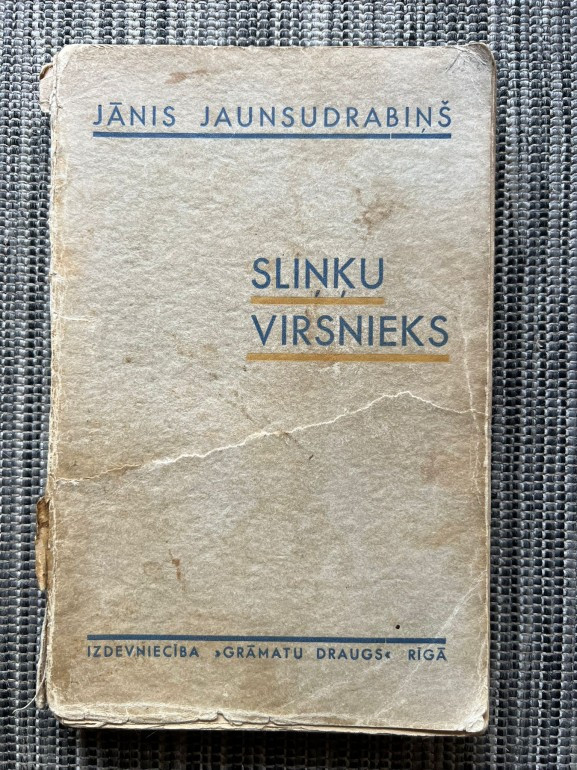 JĀNIS JAUNSUDRABIŅŠ
SLIŅĶU
VIRSNIEKS
IZDEVNIECĪBA »GRĀMATU DRAUGS« RĪGĀ